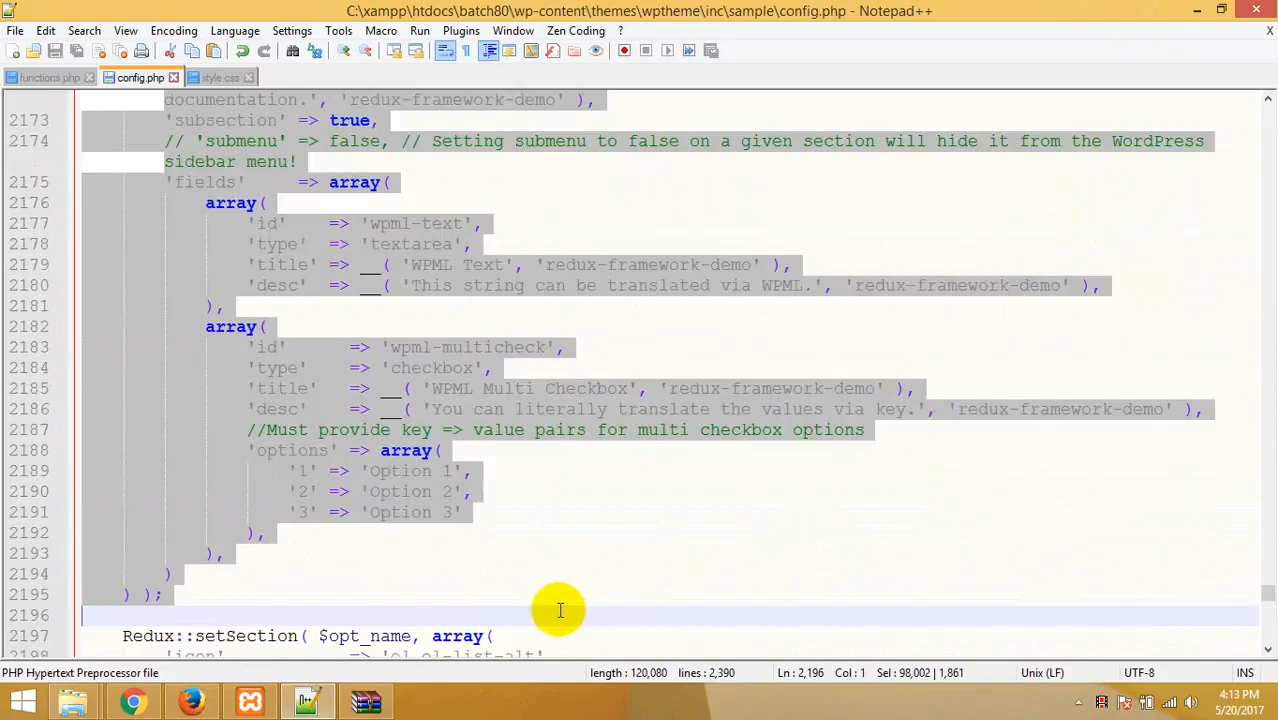 C:\xampp\htdocs\batch80\wp-content\themes\wptheme\inc\sample\config.php - Notepad++
File Edit Search View Encoding Language Settings Tools Macro Run Plugins Window Zen Coding ? X
functions.php config.php style.css
documentation.', 'redux-framework-demo' ),
2173 'subsection' => true,
2174 // 'submenu' => false, // Setting submenu to false on a given section will hide it from the WordPress
sidebar menu!
2175 'fields' => array(
2176 array(
2177 'id' => 'wpml-text',
2178 'type' => 'textarea',
2179 'title' => __( 'WPML Text', 'redux-framework-demo' ),
2180 'desc' => __( 'This string can be translated via WPML.', 'redux-framework-demo' ),
2181 ),
2182 array(
2183 'id' => 'wpml-multicheck',
2184 'type' => 'checkbox',
2185 'title' => __( 'WPML Multi Checkbox', 'redux-framework-demo' ),
2186 'desc' => __( 'You can literally translate the values via key.', 'redux-framework-demo' ),
2187 //Must provide key => value pairs for multi checkbox options
2188 'options' => array(
2189 '1' => 'Option 1',
2190 '2' => 'Option 2',
2191 '3' => 'Option 3'
2192 ),
2193 ),
2194 )
2195 ) );
2196
2197 Redux::setSection( $opt_name, array(
2198 'icon' => 'el el-list-alt'
PHP Hypertext Preprocessor file length : 120,080 lines : 2,390 Ln : 2,196 Col : 1 Sel : 98,002 | 1,861 Unix (LF) UTF-8 INS
4:13 PM
5/20/2017